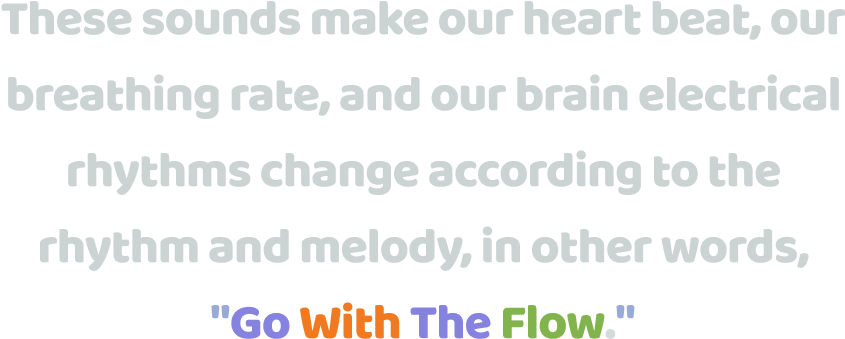 These sounds make our heart beat, our
breathing rate, and our brain electrical
rhythms change according to the
rhythm and melody, in other words,
"Go With The Flow."